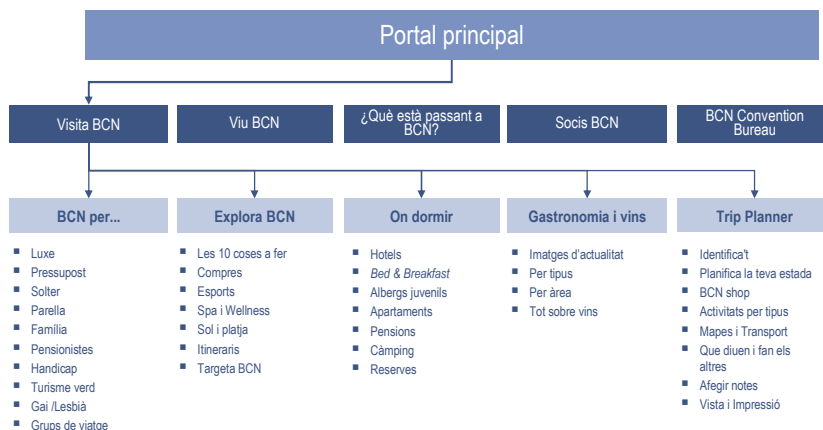 Portal principal
Visita BCN
Viu BCN
¿Què està passant a
BCN?
Socis BCN
BCN Convention
Bureau
BCN per...
Explora BCN
On dormir
Gastronomia i vins
Trip Planner
Luxe
Pressupost
Solter
Parella
Família
Pensionistes
Handicap
Turisme verd
Gai /Lesbià
Grups de viatge
Les 10 coses a fer
Compres
Esports
Spa i Wellness
Sol i platja
Itineraris
Targeta BCN
Hotels
Bed & Breakfast
Albergs juvenils
Apartaments
Pensions
Càmping
Reserves
Imatges d'actualitat
Per tipus
Per àrea
Tot sobre vins
Identifica't
Planifica la teva estada
BCN shop
Activitats per tipus
Mapes i Transport
Que diuen i fan els
altres
Afegir notes
Vista i Impressió